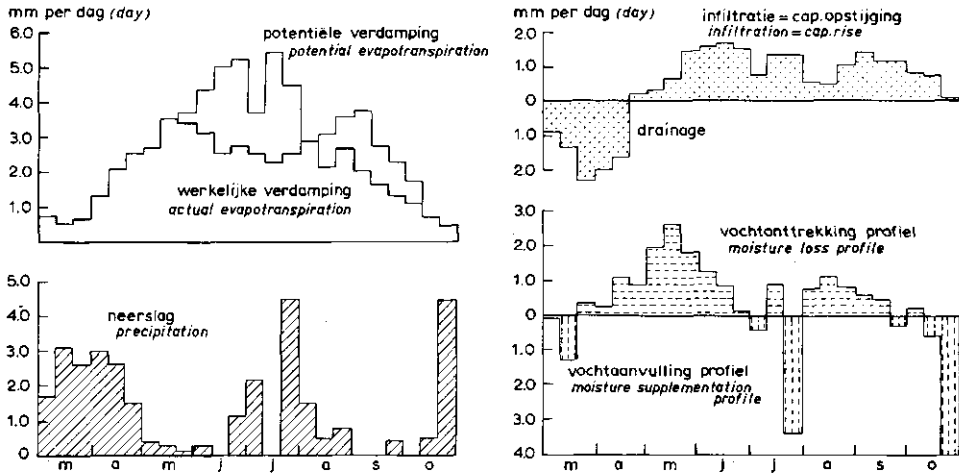 mm per dag (day)
6.0
5.0
4.0
3.0
2.0
1.0
potentiële verdamping
potential evapotranspiration
werkelijke verdamping
actual evapotranspiration
5.0
4.0
3.0
2.0
1.0
0
neerslag
precipitation
m a m j j a s o
mm per dag (day)
2.0
1.0
0
1.0
2.0
infiltratie = cap. opstijging
infiltration = cap. rise
drainage
3.0
2.0
1.0
0
1.0
2.0
3.0
4.0
vochtonttrekking profiel
moisture loss profile
vochtaanvulling profiel
moisture supplementation
profile
m a m j j a s o